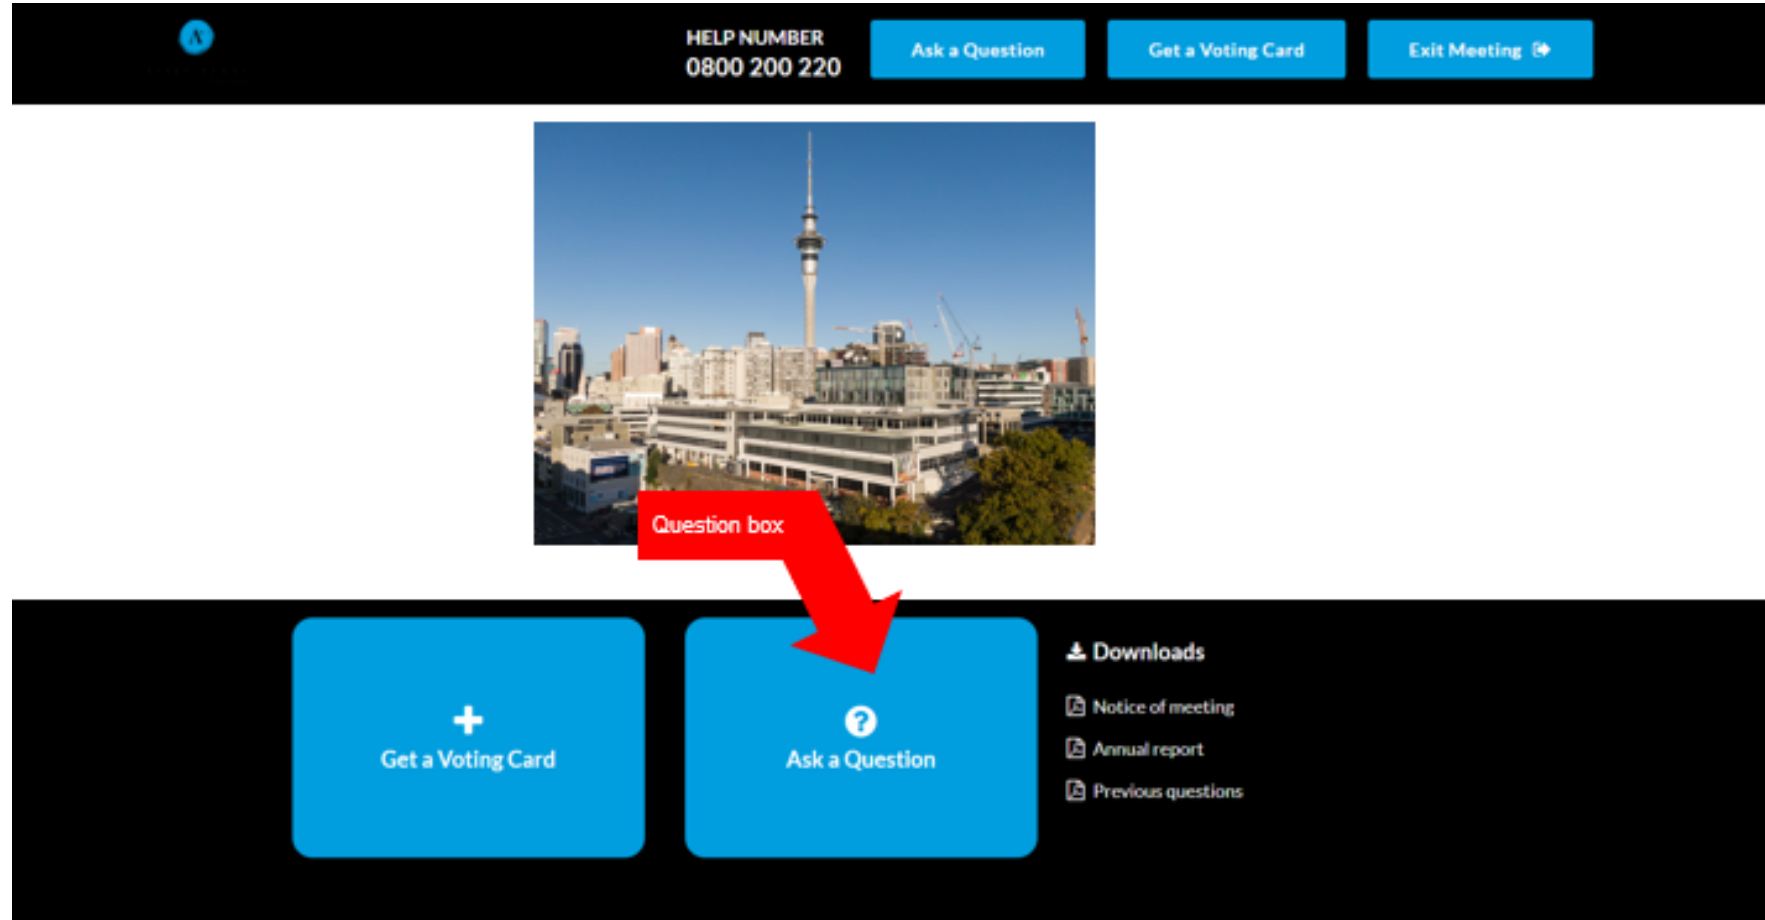 HELP NUMBER
0800 200 220
Ask a Question
Get a Voting Card
Exit Meeting
Question box
Get a Voting Card
Ask a Question
Downloads
Notice of meeting
Annual report
Previous questions